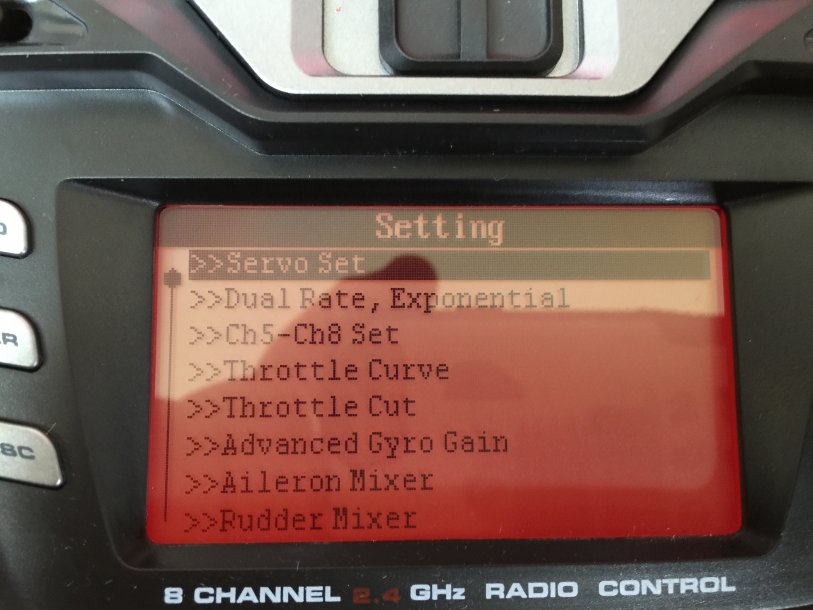 Setting
>>Servo Set
>>Dual Rate, Exponential
>>Ch5-Ch8 Set
>>Throttle Curve
>>Throttle Cut
>>Advanced Gyro Gain
>>Aileron Mixer
>>Rudder Mixer
8 CHANNEL 2.4 GHz RADIO CONTROL